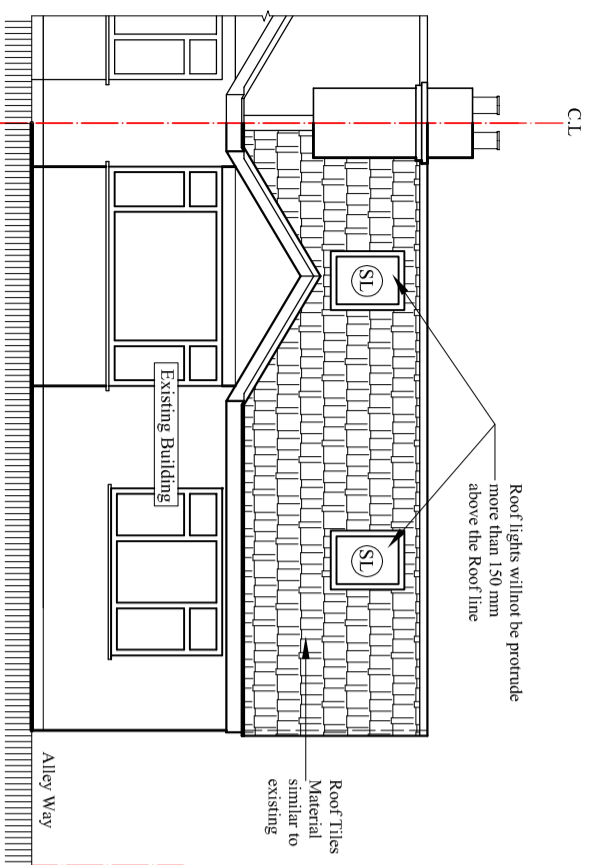 C.L
Roof lights willnot be protrude
more than 150 mm
above the Roof line
SL
SL
Existing Building
Roof Tiles
Material
similar to
existing
Alley Way